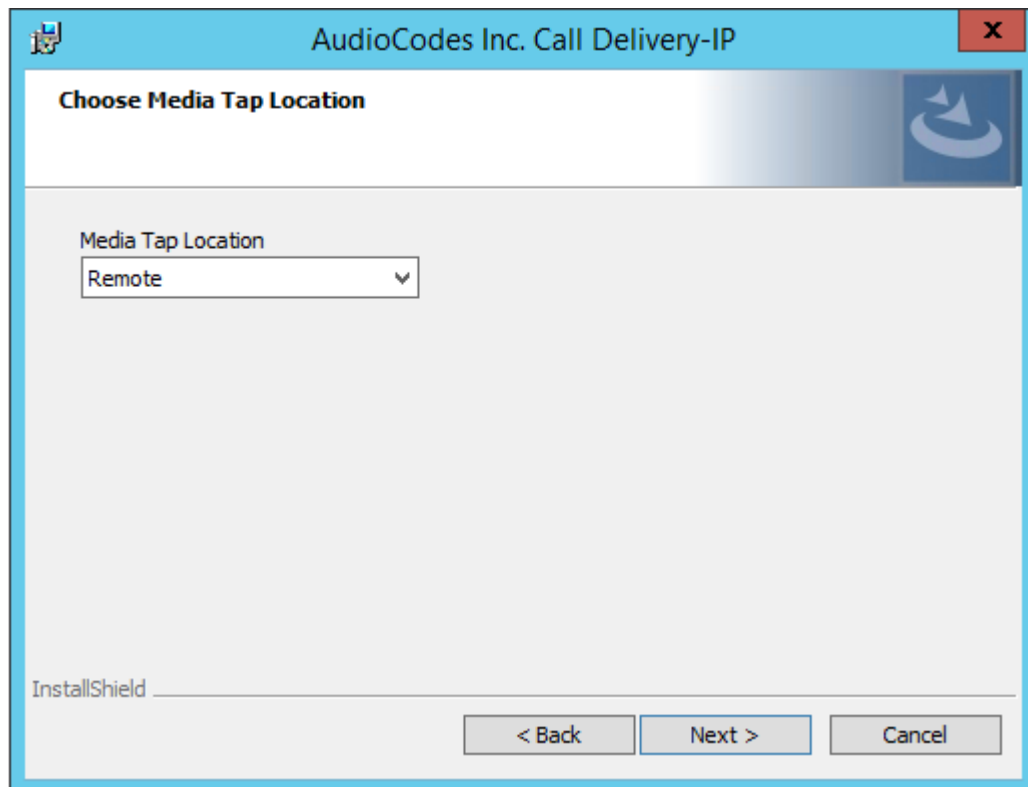 AudioCodes Inc. Call Delivery-IP
x
Choose Media Tap Location
Media Tap Location
Remote
InstallShield
< Back
Next >
Cancel